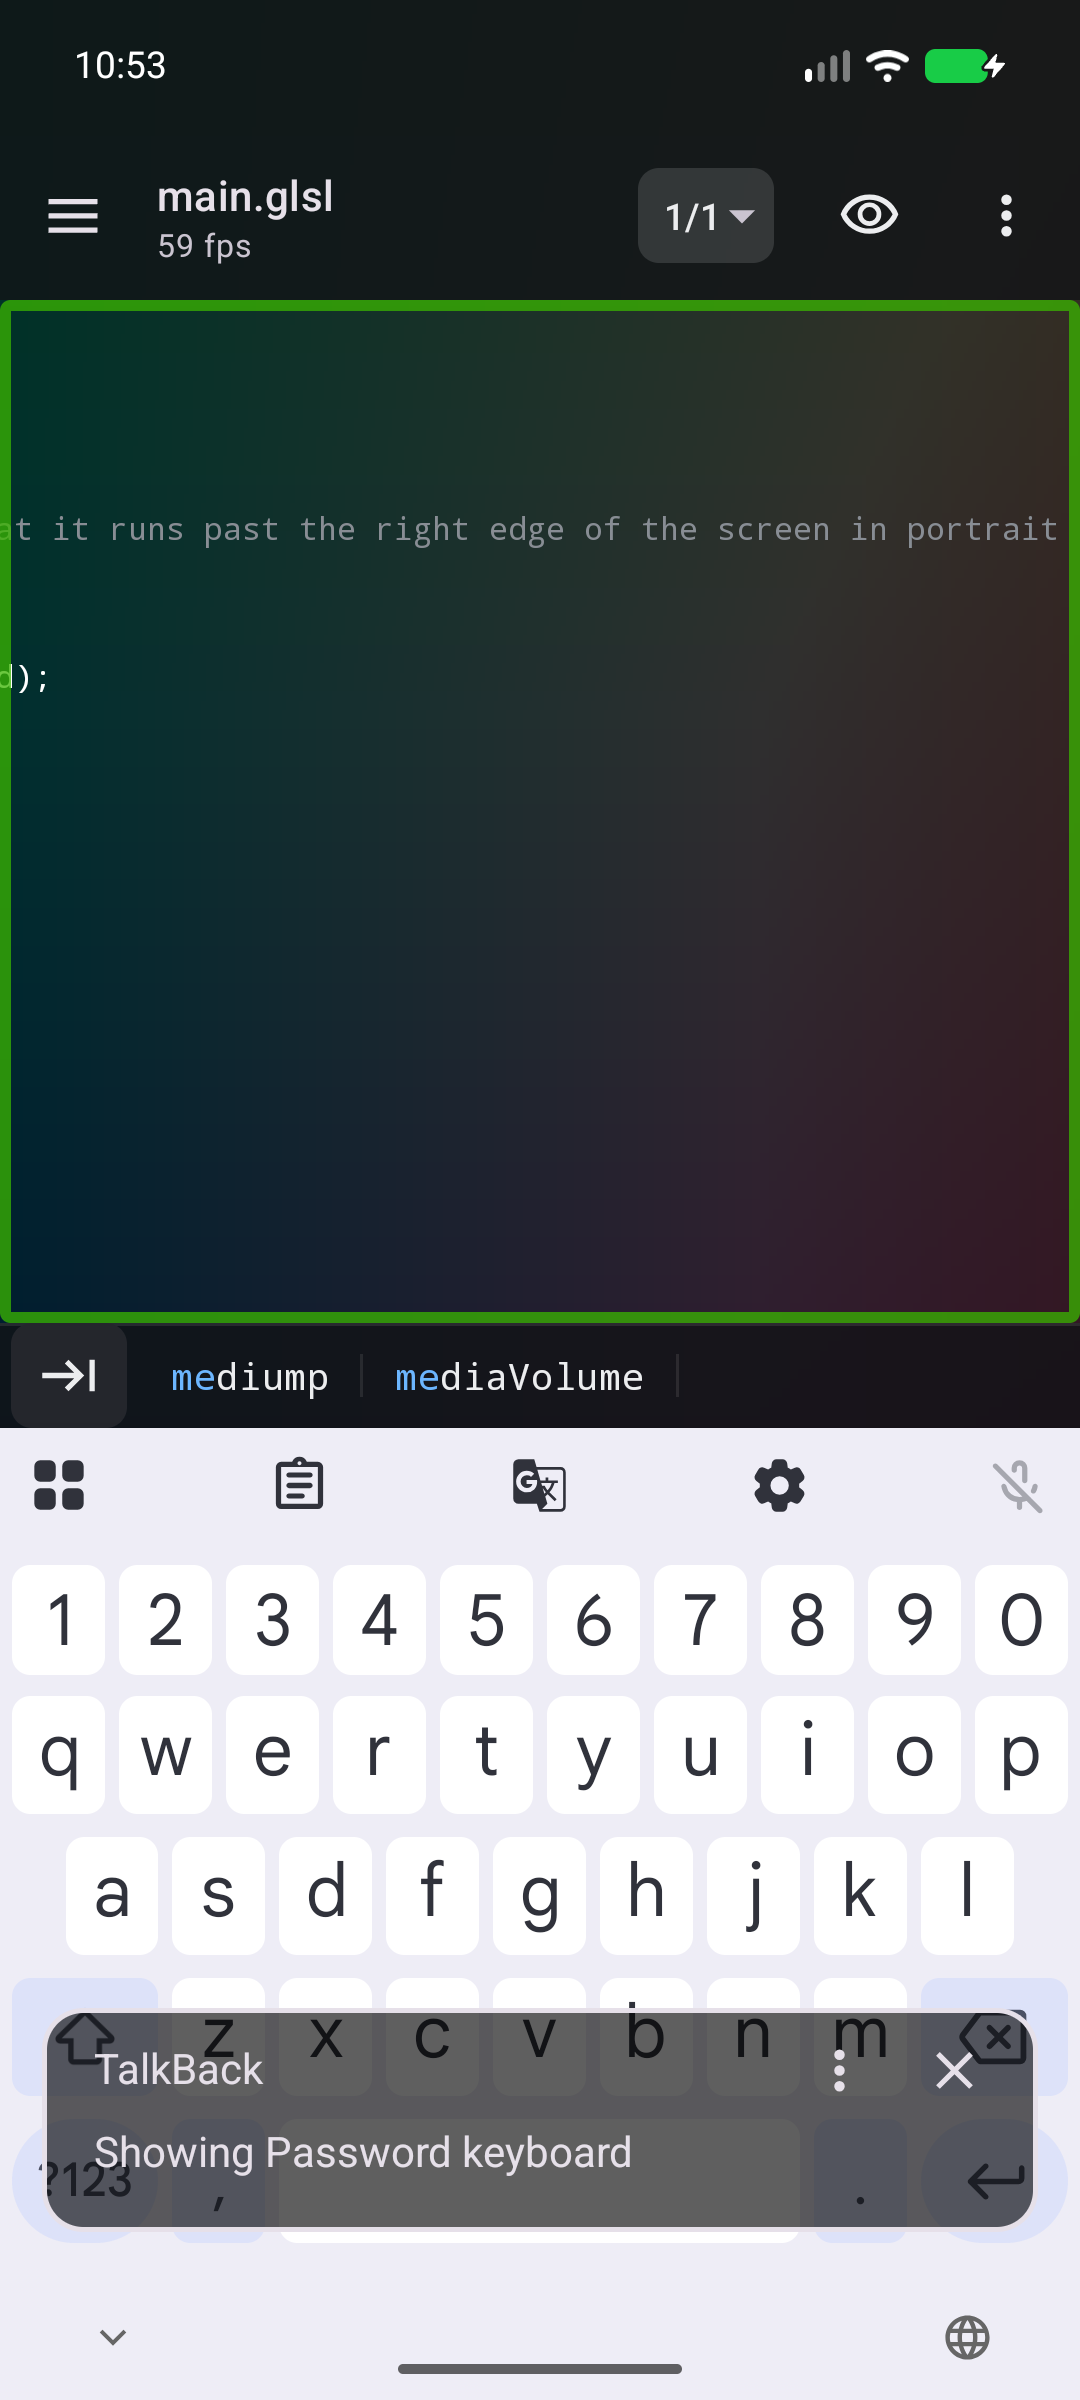 10:53
main.glsl
59 fps
1/1
at it runs past the right edge of the screen in portrait
d);
mediump
mediaVolume
1 2 3 4 5 6 7 8 9 0
q w e r t y u i o p
a s d f g h j k l
z x c v b n m
TalkBack
Showing Password keyboard
?123 , .